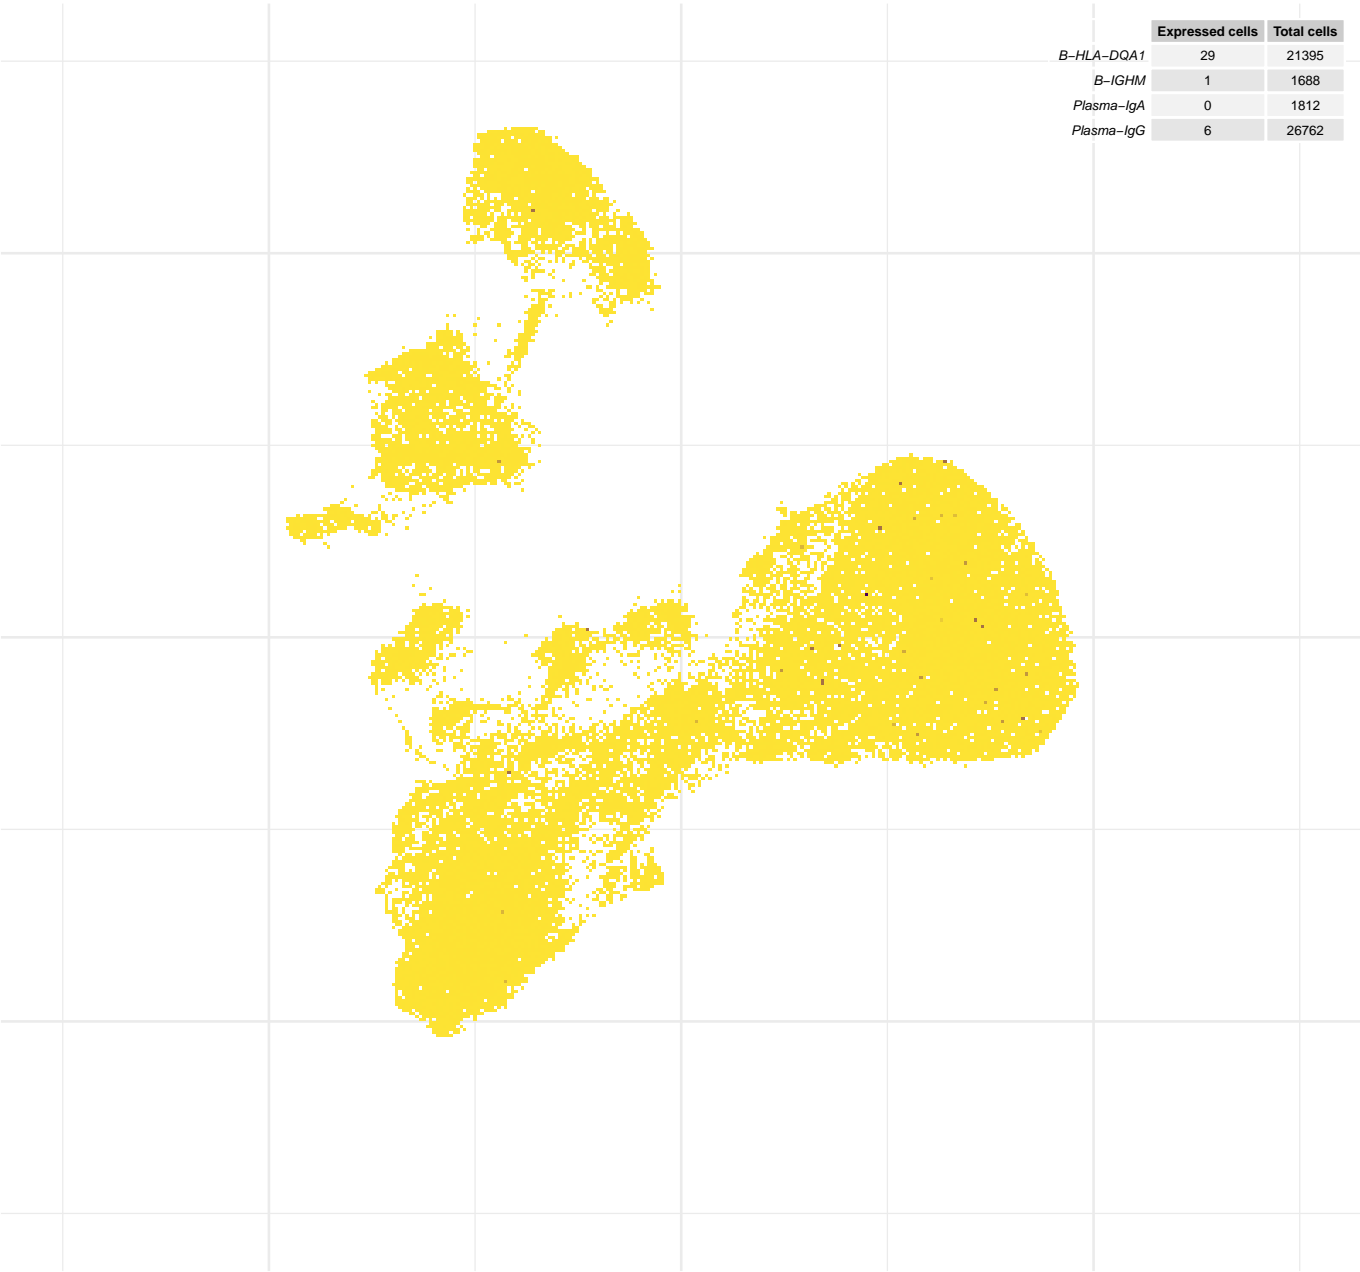 Expressed cells Total cells
B−HLA−DQA1 29 21395
B−IGHM 1 1688
Plasma−IgA 0 1812
Plasma−IgG 6 26762